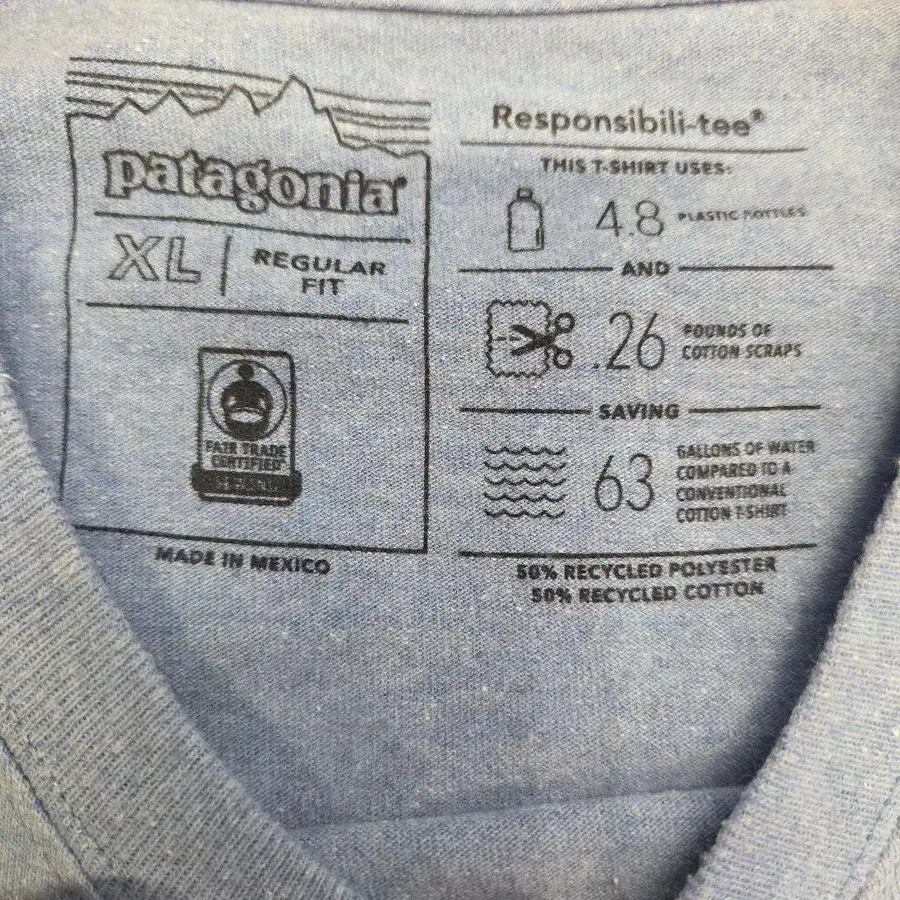 patagonia®
XL
REGULAR
FIT
FAIR TRADE
CERTIFIED
MADE IN MEXICO
Responsibili-tee®
THIS T-SHIRT USES:
4.8 PLASTIC BOTTLES
AND
.26 POUNDS OF
COTTON SCRAPS
SAVING
63
GALLONS OF WATER
COMPARED TO A
CONVENTIONAL
COTTON T-SHIRT
50% RECYCLED POLYESTER
50% RECYCLED COTTON